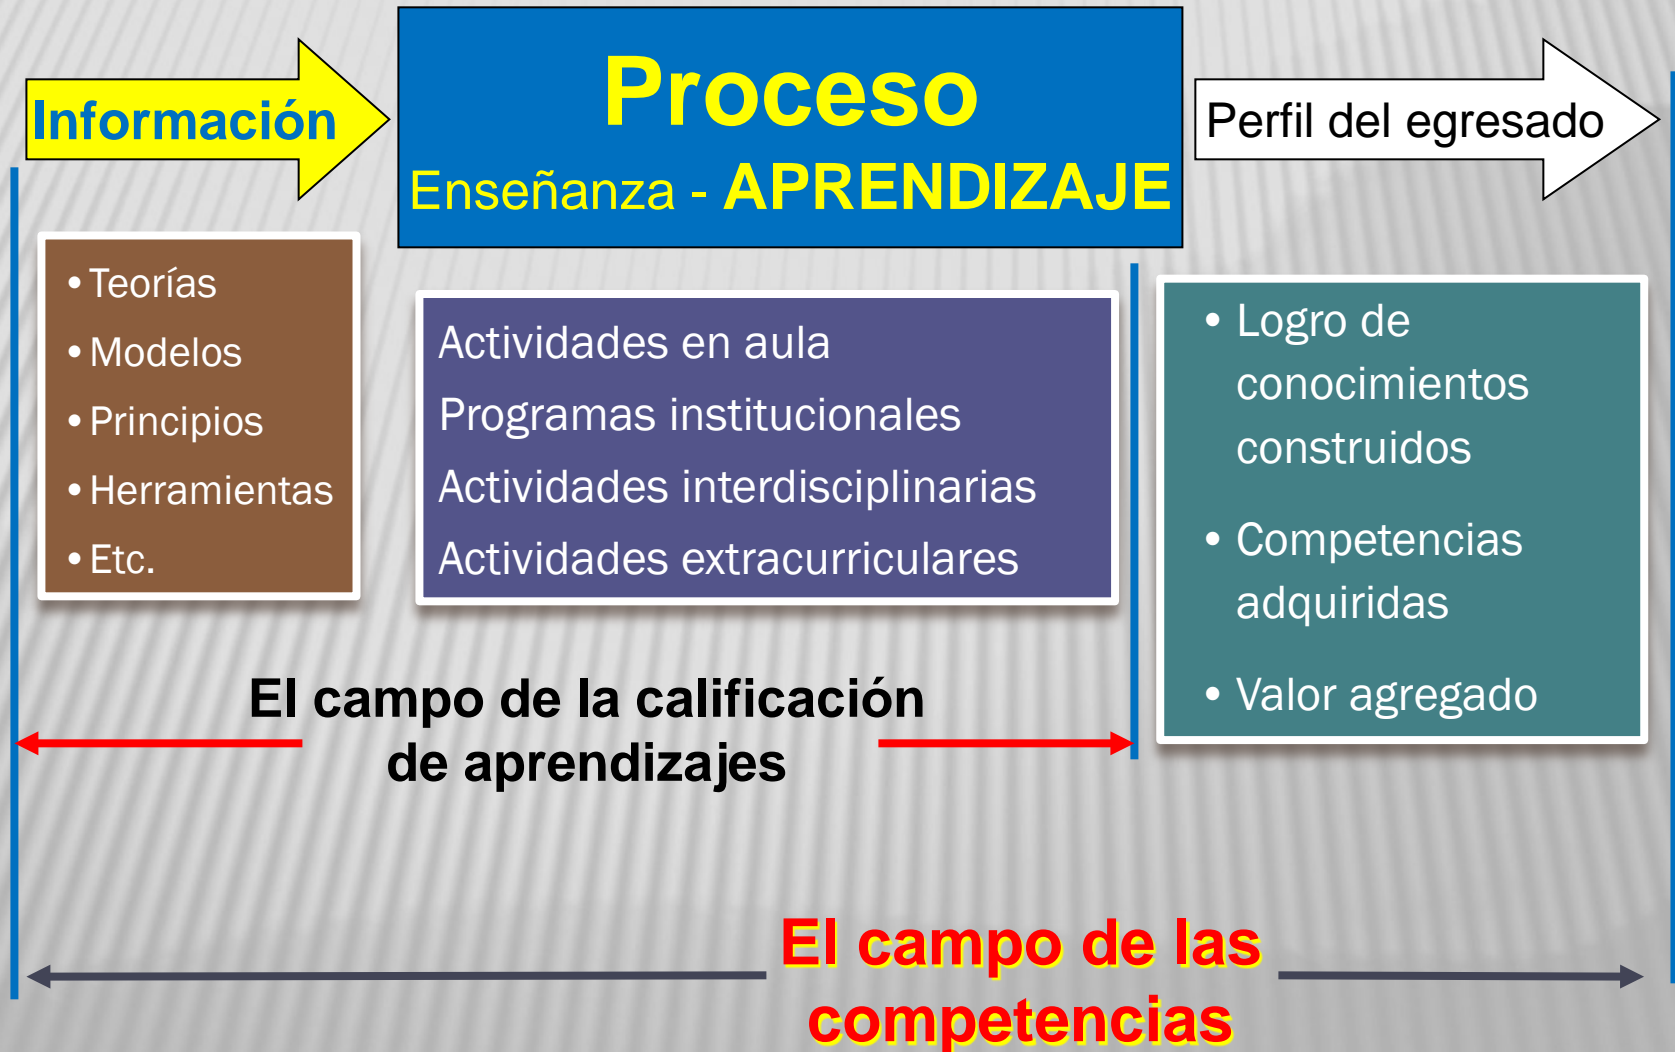 Información
Proceso
Enseñanza - APRENDIZAJE
Perfil del egresado
• Teorías
• Modelos
• Principios
• Herramientas
• Etc.
Actividades en aula
Programas institucionales
Actividades interdisciplinarias
Actividades extracurriculares
• Logro de
conocimientos
construidos
• Competencias
adquiridas
• Valor agregado
El campo de la calificación
de aprendizajes
El campo de las
competencias